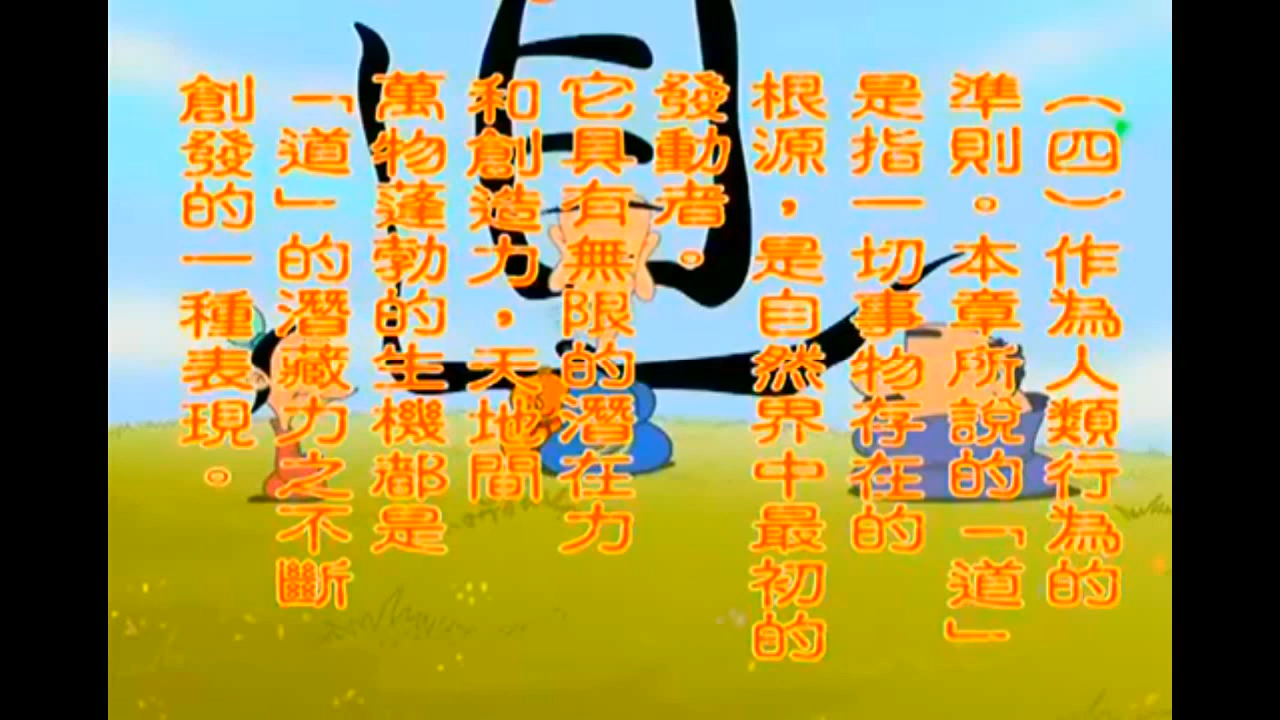 （四）作為人類行為的
準則。本章所說的「道」
是指一切事物存在的
根源，是自然界中最初的
發動者。
它具有無限的潛在力
和創造力，天地間
萬物蓬勃的生機都是
「道」的潛藏力之不斷
創發的一種表現。